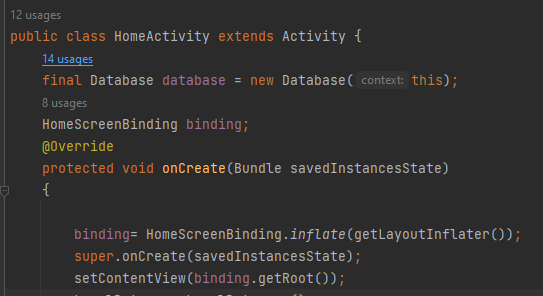 12 usages
public class HomeActivity extends Activity {
14 usages
final Database database = new Database( context: this);
8 usages
HomeScreenBinding binding;
@Override
protected void onCreate(Bundle savedInstancesState)
{
binding= HomeScreenBinding.inflate(getLayoutInflater());
super.onCreate(savedInstancesState);
setContentView(binding.getRoot());